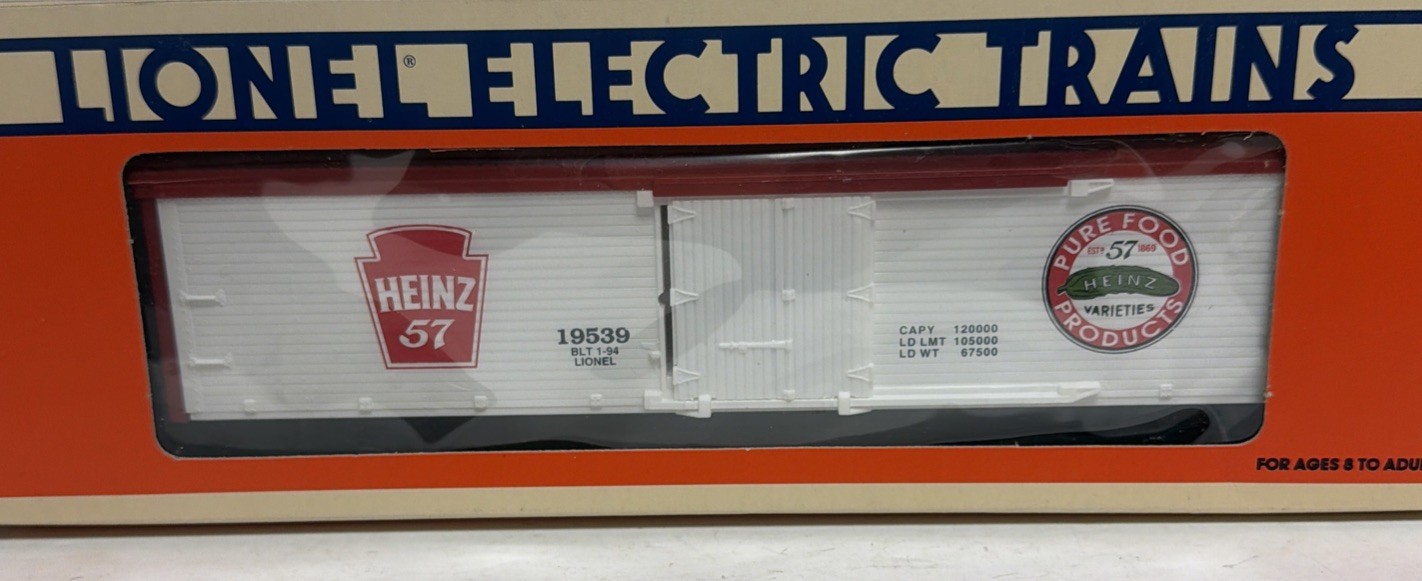 LIONEL® ELECTRIC TRAINS
HEINZ
57
19539
BLT 1-94
LIONEL
CAPY 120000
LD LMT 105000
LD WT 67500
PURE FOOD
ESTD 57 1869
HEINZ
VARIETIES
PRODUCTS
FOR AGES 8 TO ADU